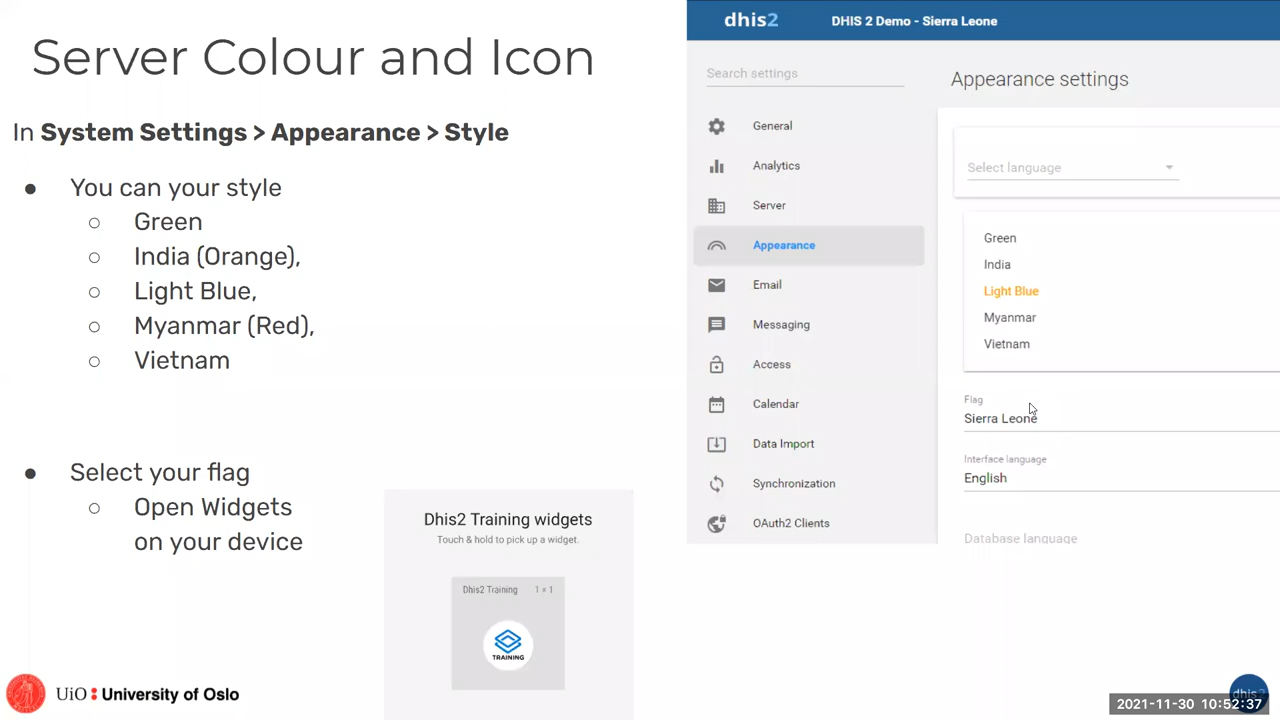 Server Colour and Icon
In System Settings > Appearance > Style
● You can your style
○ Green
○ India (Orange),
○ Light Blue,
○ Myanmar (Red),
○ Vietnam
● Select your flag
○ Open Widgets
on your device
Dhis2 Training widgets
Touch & hold to pick up a widget.
Dhis2 Training 1 × 1
TRAINING
UiO : University of Oslo
dhis2
DHIS 2 Demo - Sierra Leone
Search settings
General
Analytics
Server
Appearance
Email
Messaging
Access
Calendar
Data Import
Synchronization
OAuth2 Clients
Appearance settings
Select language
Green
India
Light Blue
Myanmar
Vietnam
Flag
Sierra Leone
Interface language
English
Database language
dhis2
2021-11-30 10:52:37